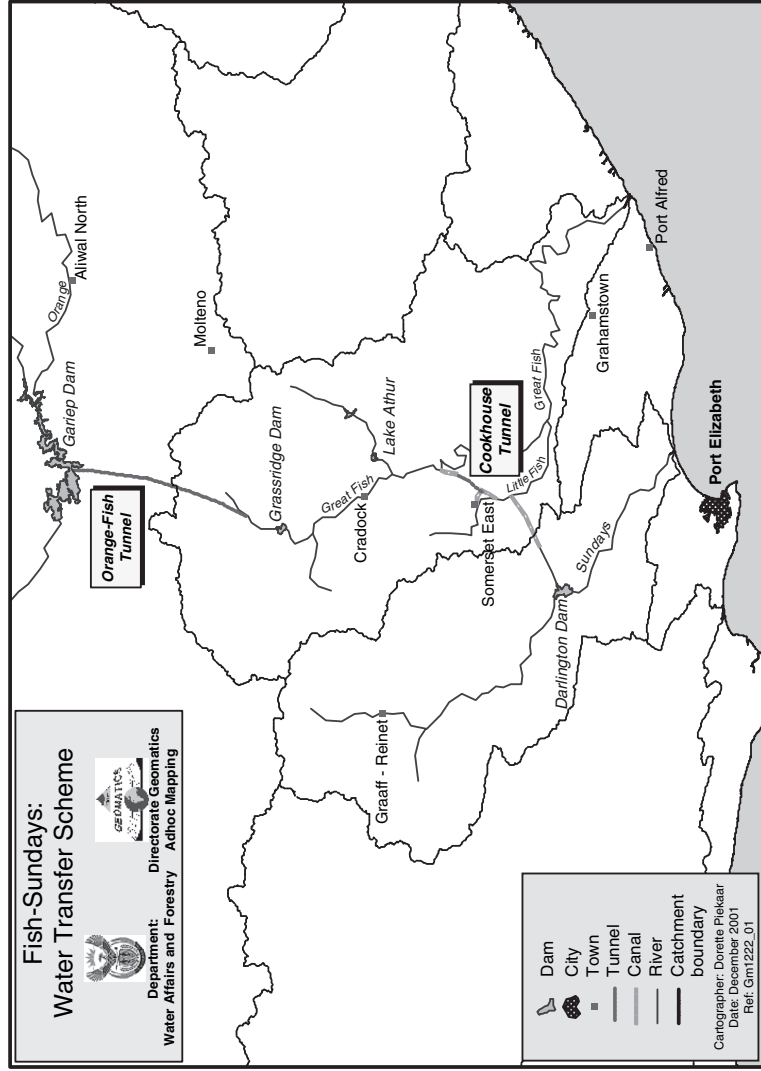 Fish-Sundays:
Water Transfer Scheme
GEOMATICS
Department:
Water Affairs and Forestry
Directorate Geomatics
Adhoc Mapping
Orange-Fish
Tunnel
Gariep Dam
Orange
Aliwal North
Molteno
Grassridge Dam
Great Fish
Lake Athur
Cradock
Graaff - Reinet
Somerset East
Cookhouse
Tunnel
Little Fish
Great Fish
Darlington Dam
Sundays
Grahamstown
Port Alfred
Port Elizabeth
Dam
City
Town
Tunnel
Canal
River
Catchment
boundary
Cartographer: Dorette Piekaar
Date: December 2001
Ref: Gm1222_01